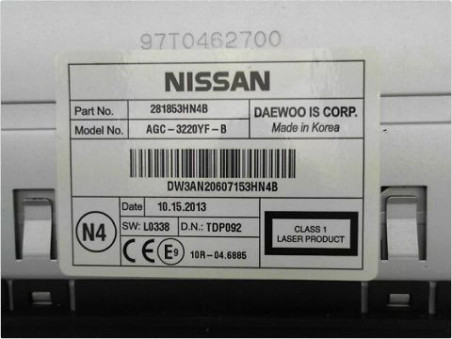 97T0462700
NISSAN
Part No. 281853HN4B DAEWOO IS CORP.
Model No. AGC-3220YF-B Made in Korea
DW3AN20607153HN4B
N4 Date 10.15.2013
SW: L0338 D.N.: TDP092
CE E9 10R-04.6885
CLASS 1
LASER PRODUCT